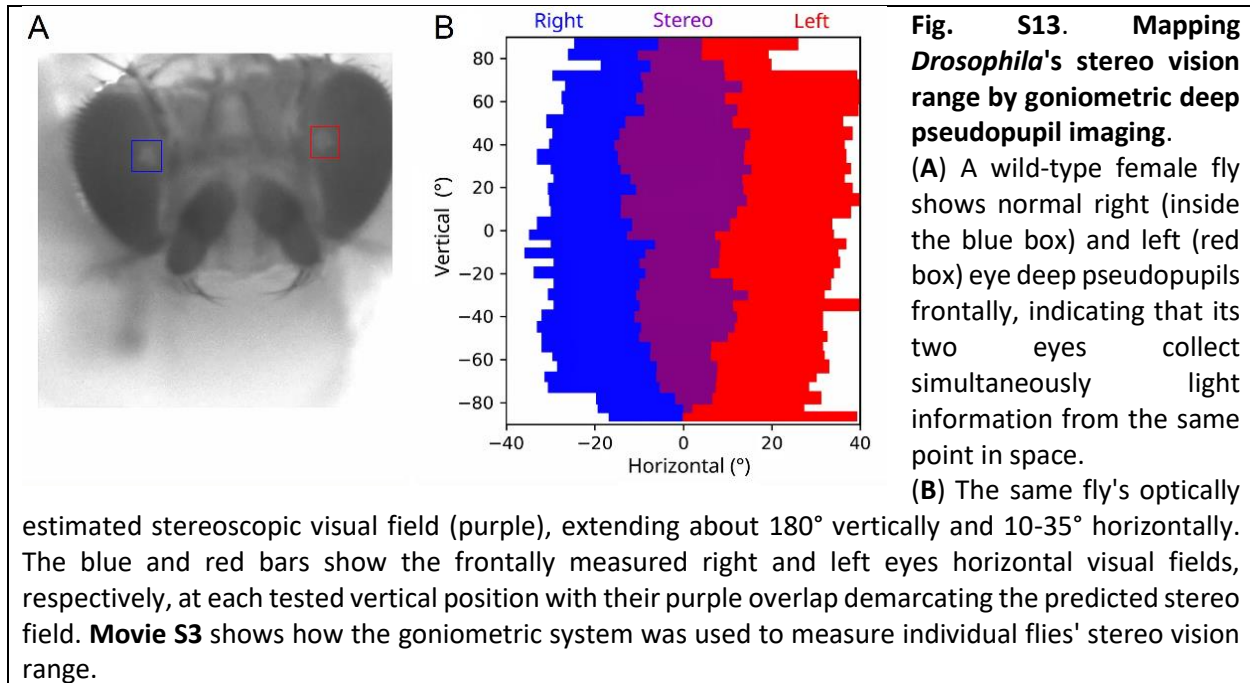 A
B
Right Stereo Left
80
60
40
20
0
−20
−40
−60
−80
Vertical (°)
−40 −20 0 20 40
Horizontal (°)
Fig. S13. Mapping
Drosophila's stereo vision
range by goniometric deep
pseudopupil imaging.
(A) A wild-type female fly
shows normal right (inside
the blue box) and left (red
box) eye deep pseudopupils
frontally, indicating that its
two eyes collect
simultaneously light
information from the same
point in space.
(B) The same fly's optically
estimated stereoscopic visual field (purple), extending about 180° vertically and 10-35° horizontally.
The blue and red bars show the frontally measured right and left eyes horizontal visual fields,
respectively, at each tested vertical position with their purple overlap demarcating the predicted stereo
field. Movie S3 shows how the goniometric system was used to measure individual flies' stereo vision
range.